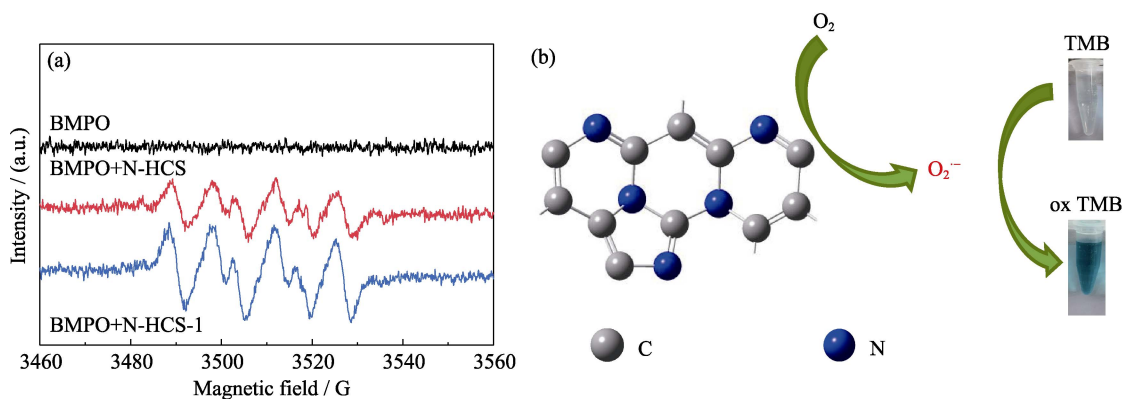 (a)
BMPO
BMPO+N-HCS
BMPO+N-HCS-1
Intensity / (a.u.)
3460 3480 3500 3520 3540 3560
Magnetic field / G
(b)
O₂
O₂·−
TMB
ox TMB
C
N